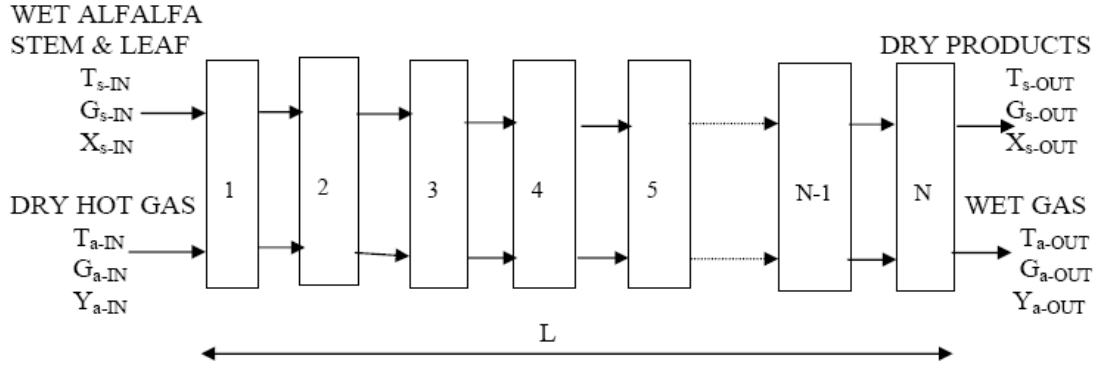 WET ALFALFA
STEM & LEAF
Ts-IN
Gs-IN
Xs-IN
DRY HOT GAS
Ta-IN
Ga-IN
Ya-IN
1
2
3
4
5
N-1
N
DRY PRODUCTS
Ts-OUT
Gs-OUT
Xs-OUT
WET GAS
Ta-OUT
Ga-OUT
Ya-OUT
L